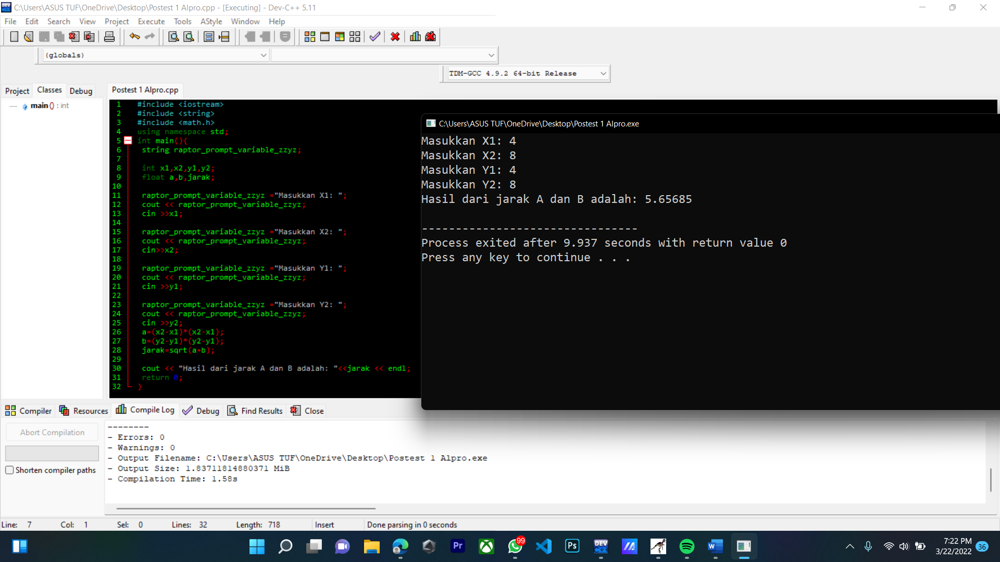 C:\Users\ASUS TUF\OneDrive\Desktop\Postest 1 Alpro.cpp - [Executing] - Dev-C++ 5.11
File Edit Search View Project Execute Tools AStyle Window Help
(globals)
TDM-GCC 4.9.2 64-bit Release
Project Classes Debug
Postest 1 Alpro.cpp
main() : int
1 #include <iostream>
2 #include <string>
3 #include <math.h>
4 using namespace std;
5 int main(){
6 string raptor_prompt_variable_zzyz;
7
8 int x1,x2,y1,y2;
9 float a,b,jarak;
10
11 raptor_prompt_variable_zzyz ="Masukkan X1: ";
12 cout << raptor_prompt_variable_zzyz;
13 cin >>x1;
14
15 raptor_prompt_variable_zzyz ="Masukkan X2: ";
16 cout << raptor_prompt_variable_zzyz;
17 cin>>x2;
18
19 raptor_prompt_variable_zzyz ="Masukkan Y1: ";
20 cout << raptor_prompt_variable_zzyz;
21 cin >>y1;
22
23 raptor_prompt_variable_zzyz ="Masukkan Y2: ";
24 cout << raptor_prompt_variable_zzyz;
25 cin >>y2;
26 a=(x2-x1)*(x2-x1);
27 b=(y2-y1)*(y2-y1);
28 jarak=sqrt(a+b);
29
30 cout << "Hasil dari jarak A dan B adalah: "<<jarak << endl;
31 return 0;
32 }
C:\Users\ASUS TUF\OneDrive\Desktop\Postest 1 Alpro.exe
Masukkan X1: 4
Masukkan X2: 8
Masukkan Y1: 4
Masukkan Y2: 8
Hasil dari jarak A dan B adalah: 5.65685
--------------------------------
Process exited after 9.937 seconds with return value 0
Press any key to continue . . .
Compiler Resources Compile Log Debug Find Results Close
Abort Compilation
Shorten compiler paths
--------
- Errors: 0
- Warnings: 0
- Output Filename: C:\Users\ASUS TUF\OneDrive\Desktop\Postest 1 Alpro.exe
- Output Size: 1.83711814880371 MiB
- Compilation Time: 1.58s
Line: 7 Col: 1 Sel: 0 Lines: 32 Length: 718 Insert Done parsing in 0 seconds
Pr
99
Ps
DEV
C++
W
7:22 PM
3/22/2022
36